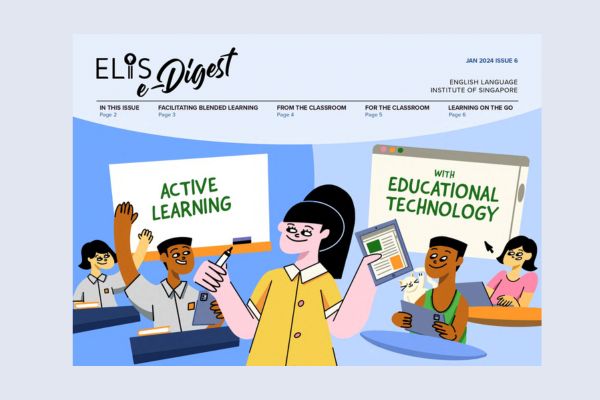 ELIS
e-Digest
JAN 2024 ISSUE 6
ENGLISH LANGUAGE
INSTITUTE OF SINGAPORE
IN THIS ISSUE
Page 2
FACILITATING BLENDED LEARNING
Page 3
FROM THE CLASSROOM
Page 4
FOR THE CLASSROOM
Page 5
LEARNING ON THE GO
Page 6
ACTIVE
LEARNING
WITH
EDUCATIONAL
TECHNOLOGY